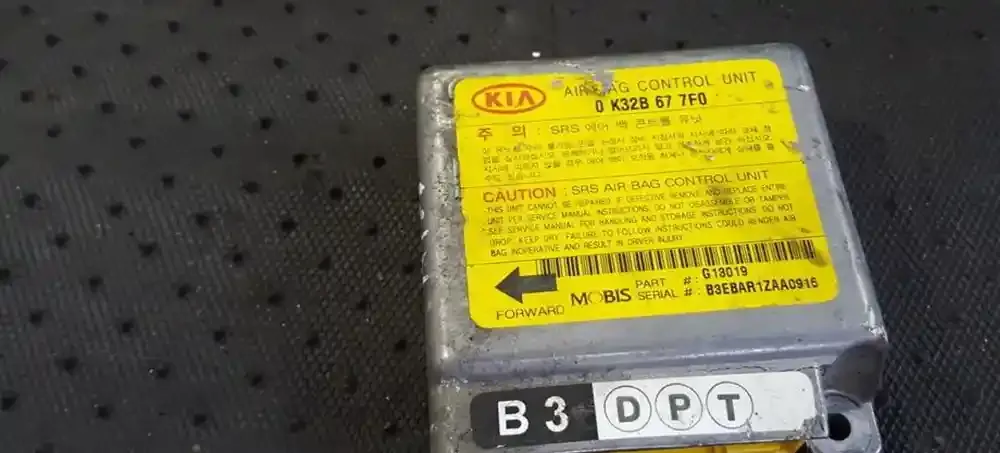 KIA AIR BAG CONTROL UNIT
0 K32B 67 7F0
주 의 : SRS 에어 백 콘트롤 유닛
CAUTION : SRS AIR BAG CONTROL UNIT
THIS UNIT CANNOT BE REPAIRED. IF DEFECTIVE REMOVE AND REPLACE ENTIRE
UNIT PER SERVICE MANUAL INSTRUCTIONS. DO NOT DISASSEMBLE OR TAMPER.
SEE SERVICE MANUAL FOR HANDLING AND STORAGE INSTRUCTIONS. DO NOT
DROP. KEEP DRY. FAILURE TO FOLLOW INSTRUCTIONS COULD RENDER AIR
BAG INOPERATIVE AND RESULT IN DRIVER INJURY
PART # : G13019
FORWARD MOBIS SERIAL # : B3EBAR1ZAA0916
B 3 D P T